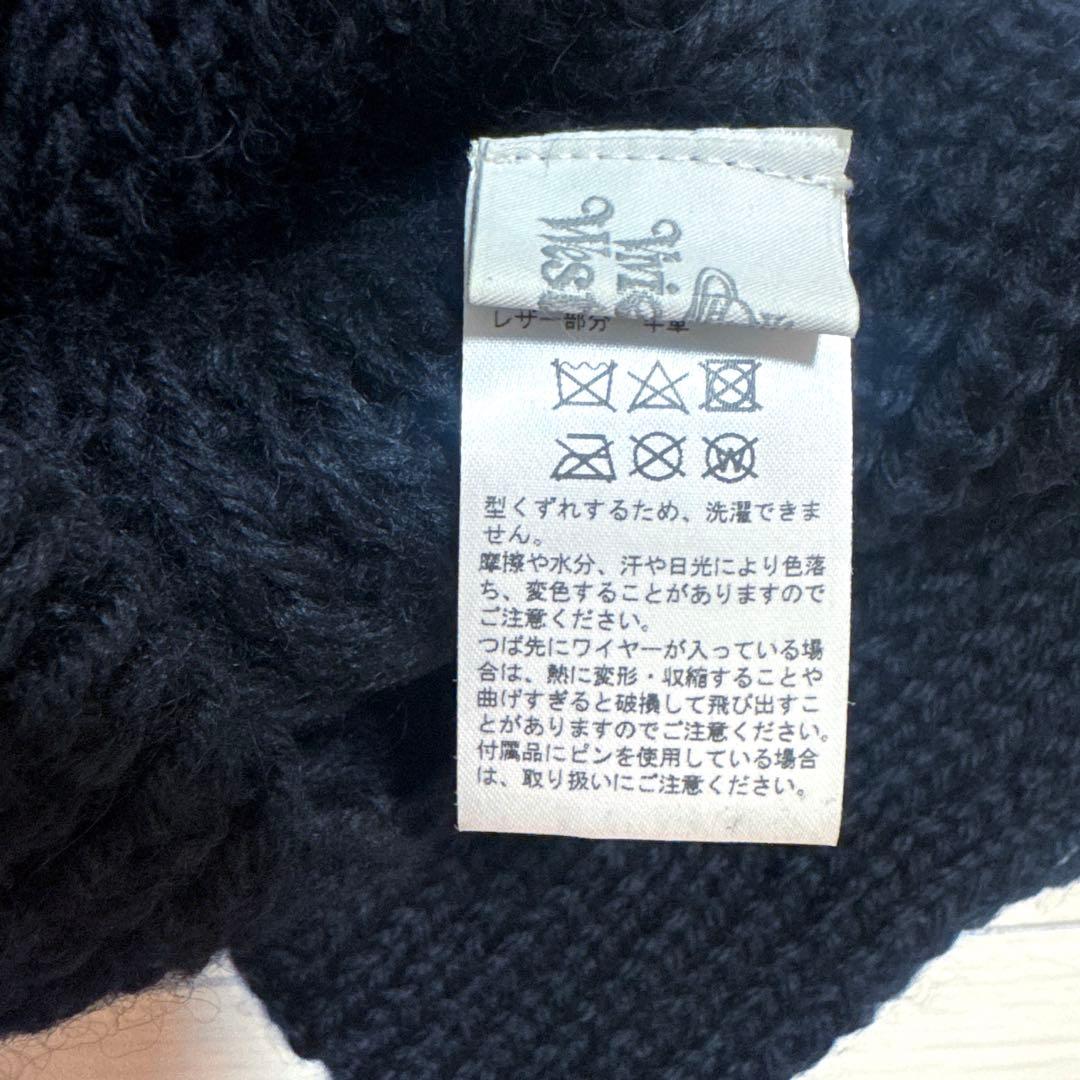 Vivie
West
レザー部分 牛革
W
型くずれするため、洗濯できま
せん。
摩擦や水分、汗や日光により色落
ち、変色することがありますので
ご注意ください。
つば先にワイヤーが入っている場
合は、熱に変形・収縮することや
曲げすぎると破損して飛び出すこ
とがありますのでご注意ください。
付属品にピンを使用している場合
は、取り扱いにご注意ください。